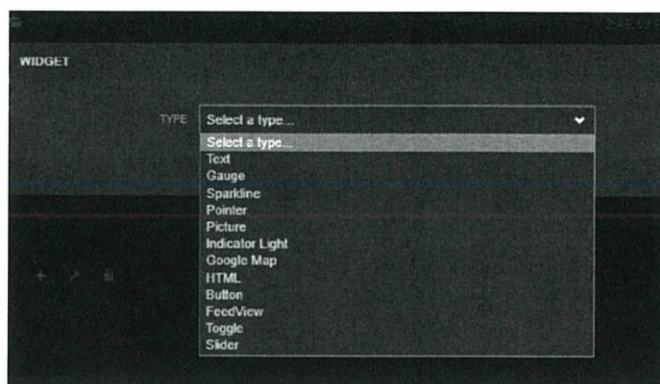 WIDGET
TYPE Select a type...
Select a type...
Text
Gauge
Sparkline
Pointer
Picture
Indicator Light
Google Map
HTML
Button
FeedView
Toggle
Slider